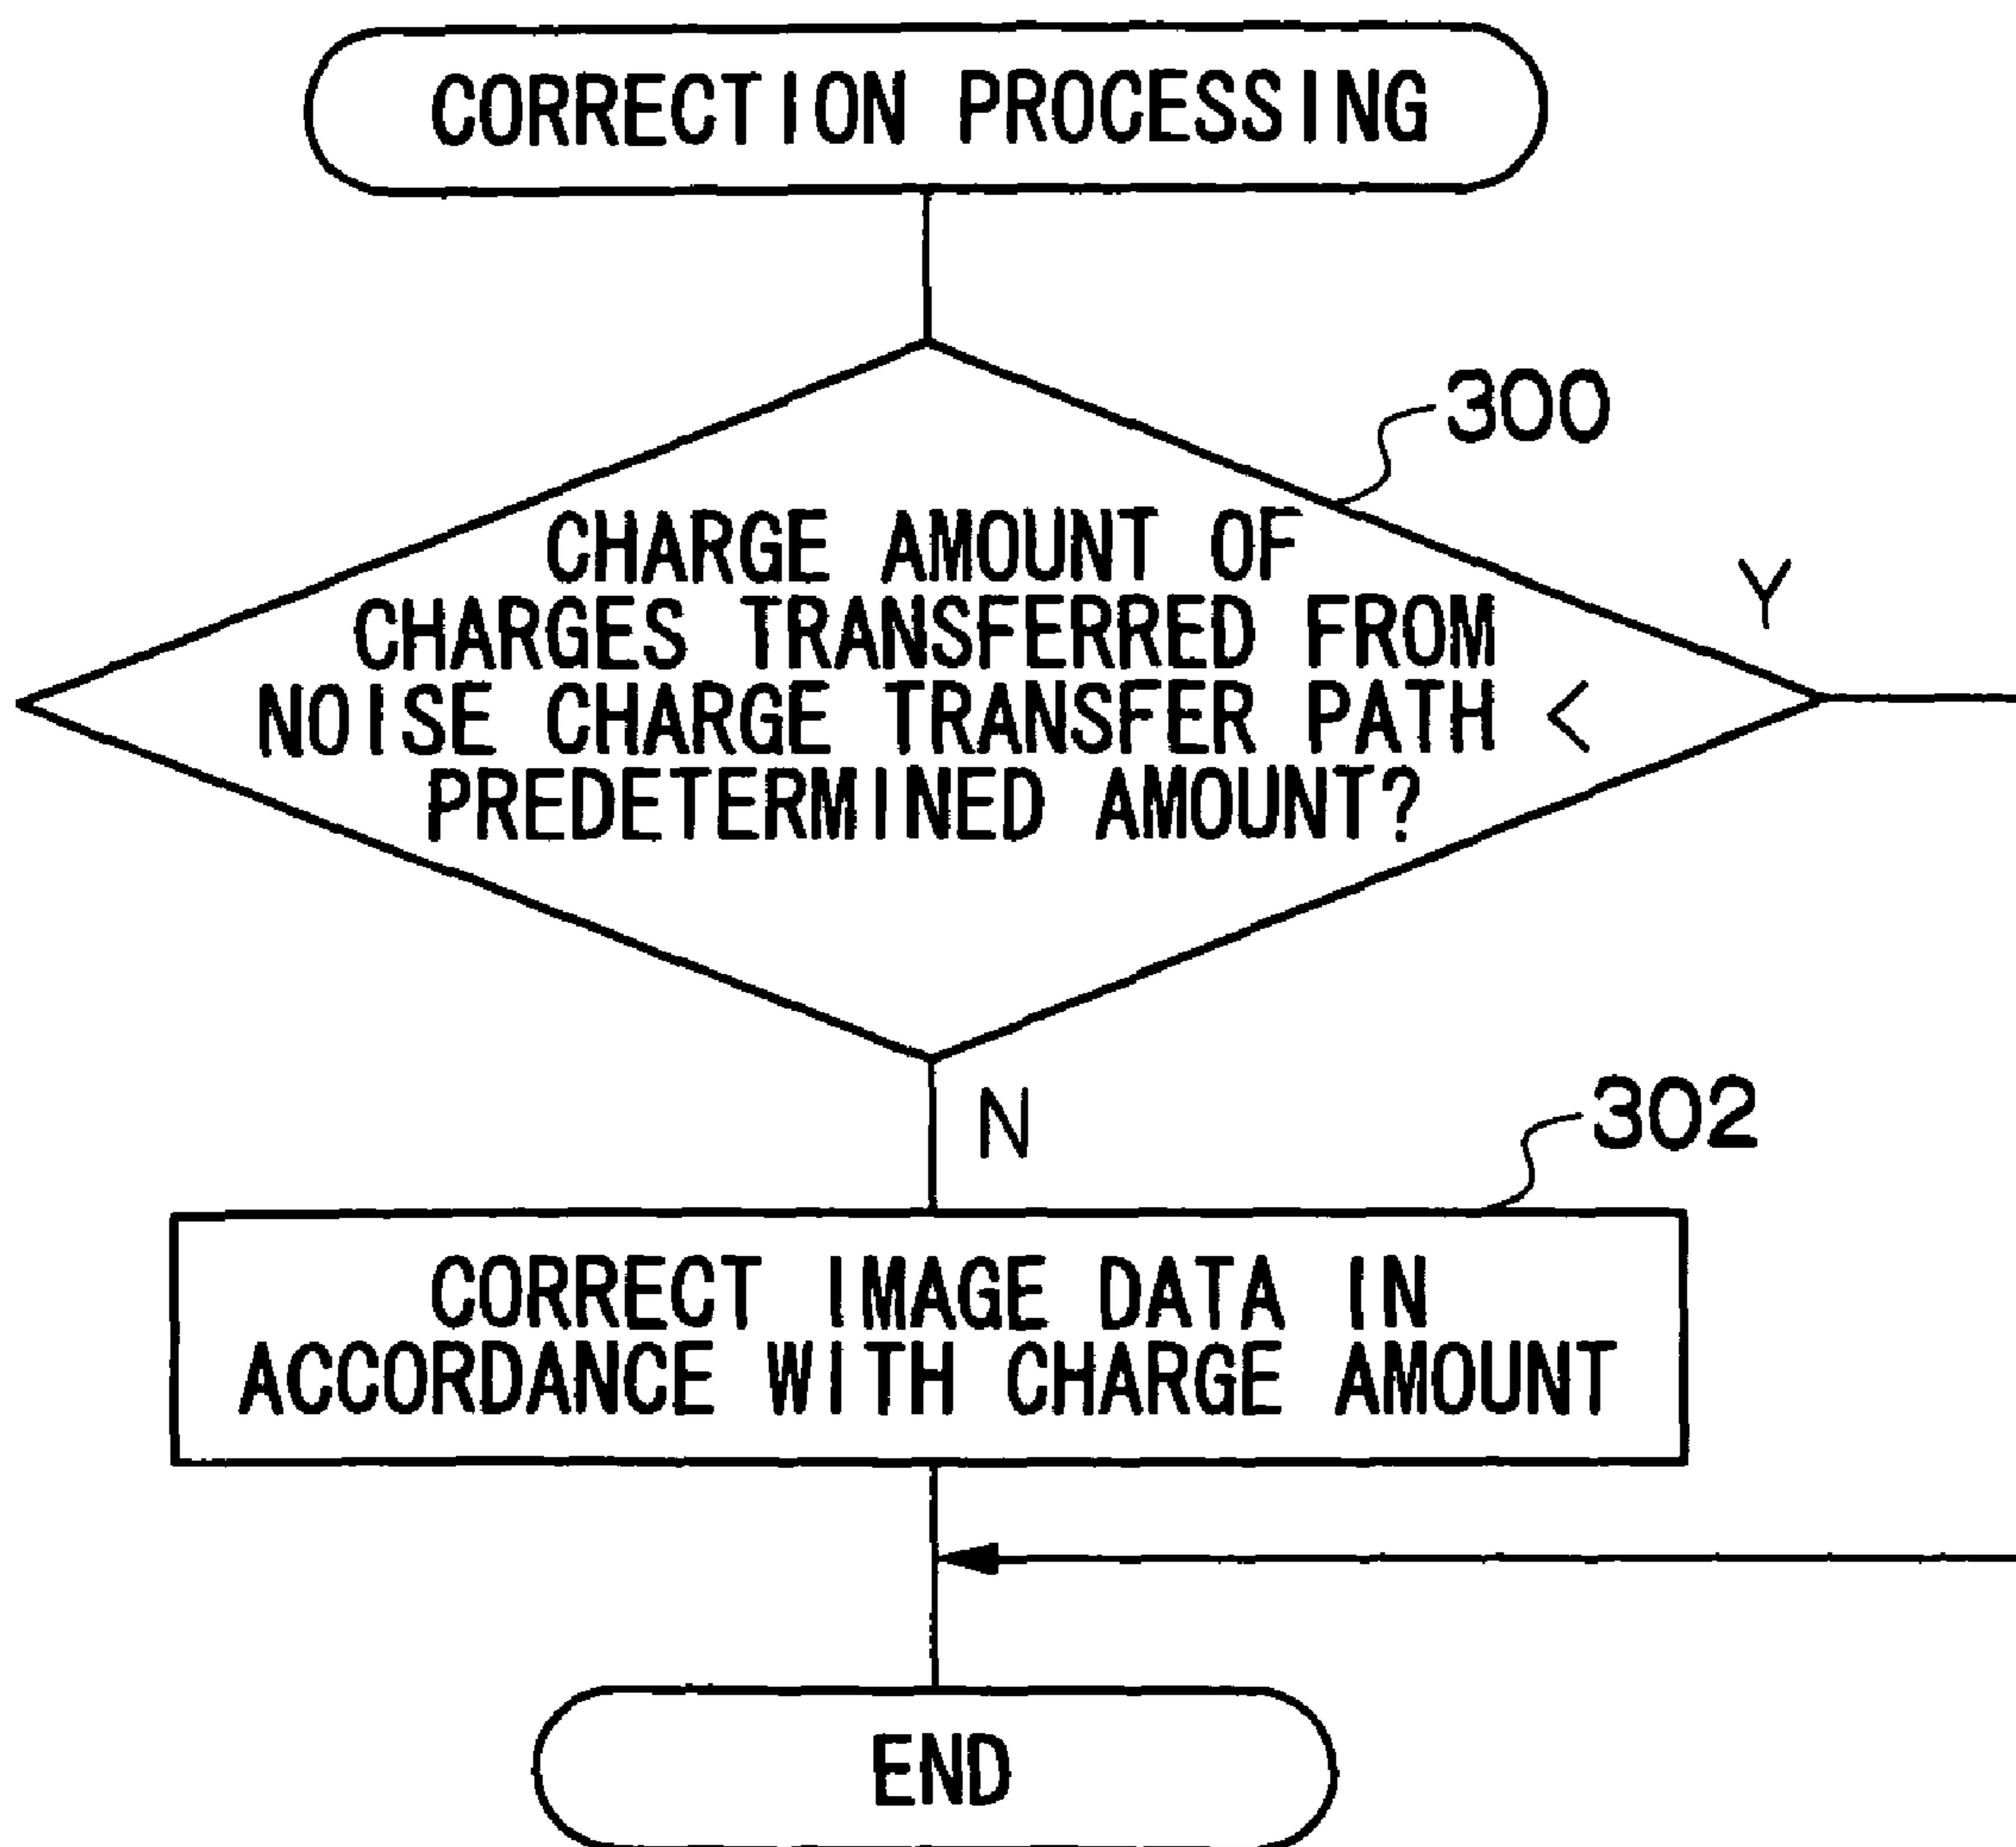 CORRECTION PROCESSING
300
CHARGE AMOUNT OF
CHARGES TRANSFERRED FROM
NOISE CHARGE TRANSFER PATH <
PREDETERMINED AMOUNT?
Y
N
302
CORRECT IMAGE DATA IN
ACCORDANCE WITH CHARGE AMOUNT
END